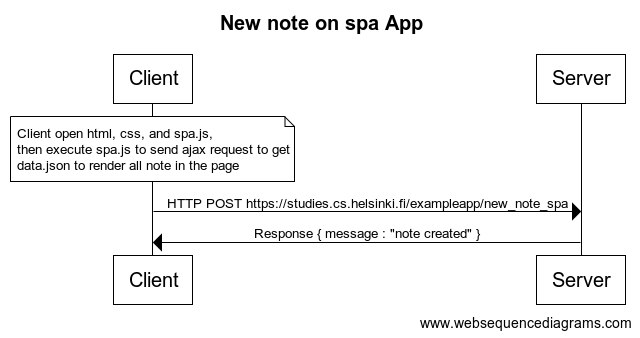 New note on spa App
Client
Server
Client open html, css, and spa.js,
then execute spa.js to send ajax request to get
data.json to render all note in the page
HTTP POST https://studies.cs.helsinki.fi/exampleapp/new_note_spa
Response { message : "note created" }
Client
Server
www.websequencediagrams.com